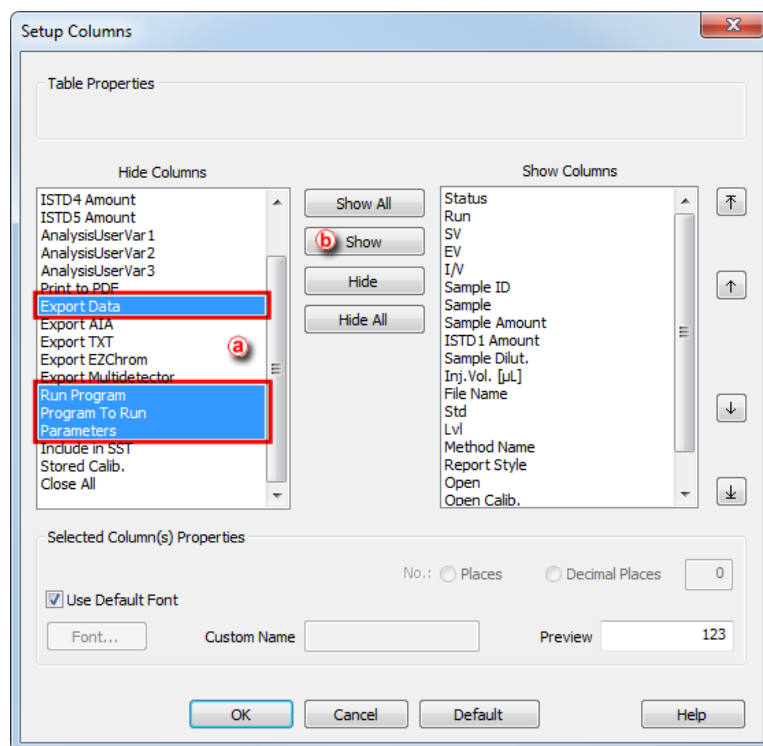 Setup Columns
Table Properties
Hide Columns
ISTD4 Amount
ISTD5 Amount
AnalysisUserVar1
AnalysisUserVar2
AnalysisUserVar3
Print to PDF
Export Data
Export AIA
Export TXT
Export EZChrom
Export Multidetector
Run Program
Program To Run
Parameters
Include in SST
Stored Calib.
Close All
a
Show All
b Show
Hide
Hide All
Show Columns
Status
Run
SV
EV
I/V
Sample ID
Sample
Sample Amount
ISTD1 Amount
Sample Dilut.
Inj.Vol. [µL]
File Name
Std
Lvl
Method Name
Report Style
Open
Open Calib.
Selected Column(s) Properties
No.: Places Decimal Places 0
Use Default Font
Font... Custom Name Preview 123
OK Cancel Default Help